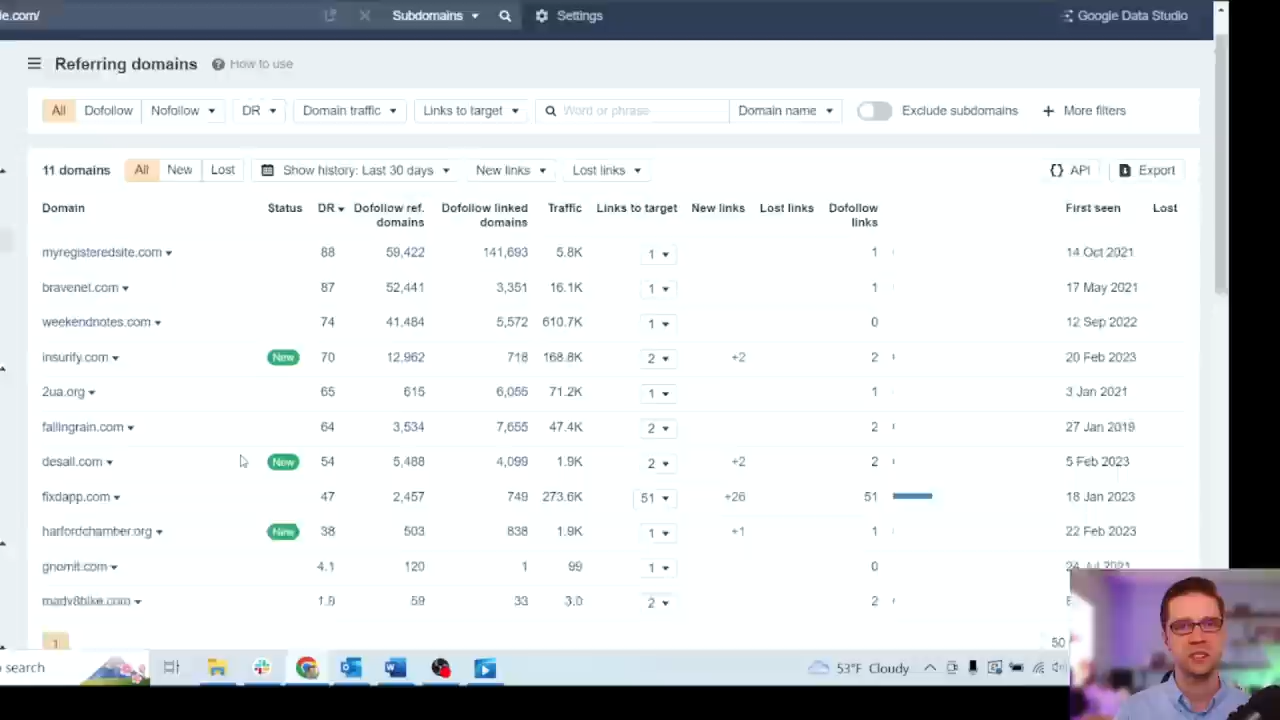 ie.com/ Subdomains Settings Google Data Studio
Referring domains How to use
All Dofollow Nofollow DR Domain traffic Links to target Word or phrase Domain name Exclude subdomains + More filters
11 domains All New Lost Show history: Last 30 days New links Lost links {} API Export
Domain Status DR Dofollow ref. domains Dofollow linked domains Traffic Links to target New links Lost links Dofollow links First seen Lost
myregisteredsite.com 88 59,422 141,693 5.8K 1 1 14 Oct 2021
bravenet.com 87 52,441 3,351 16.1K 1 1 17 May 2021
weekendnotes.com 74 41,484 5,572 610.7K 1 0 12 Sep 2022
insurify.com New 70 12,962 718 168.8K 2 +2 2 20 Feb 2023
2ua.org 65 615 6,055 71.2K 1 1 3 Jan 2021
fallingrain.com 64 3,534 7,655 47.4K 2 2 27 Jan 2019
desall.com New 54 5,488 4,099 1.9K 2 +2 2 5 Feb 2023
fixdapp.com 47 2,457 749 273.6K 51 +26 51 18 Jan 2023
harfordchamber.org New 38 503 838 1.9K 1 +1 1 22 Feb 2023
gnomit.com 4.1 120 1 99 1 0 24 Jul 2021
59 33 3.0 2 2
1 50
search 53°F Cloudy